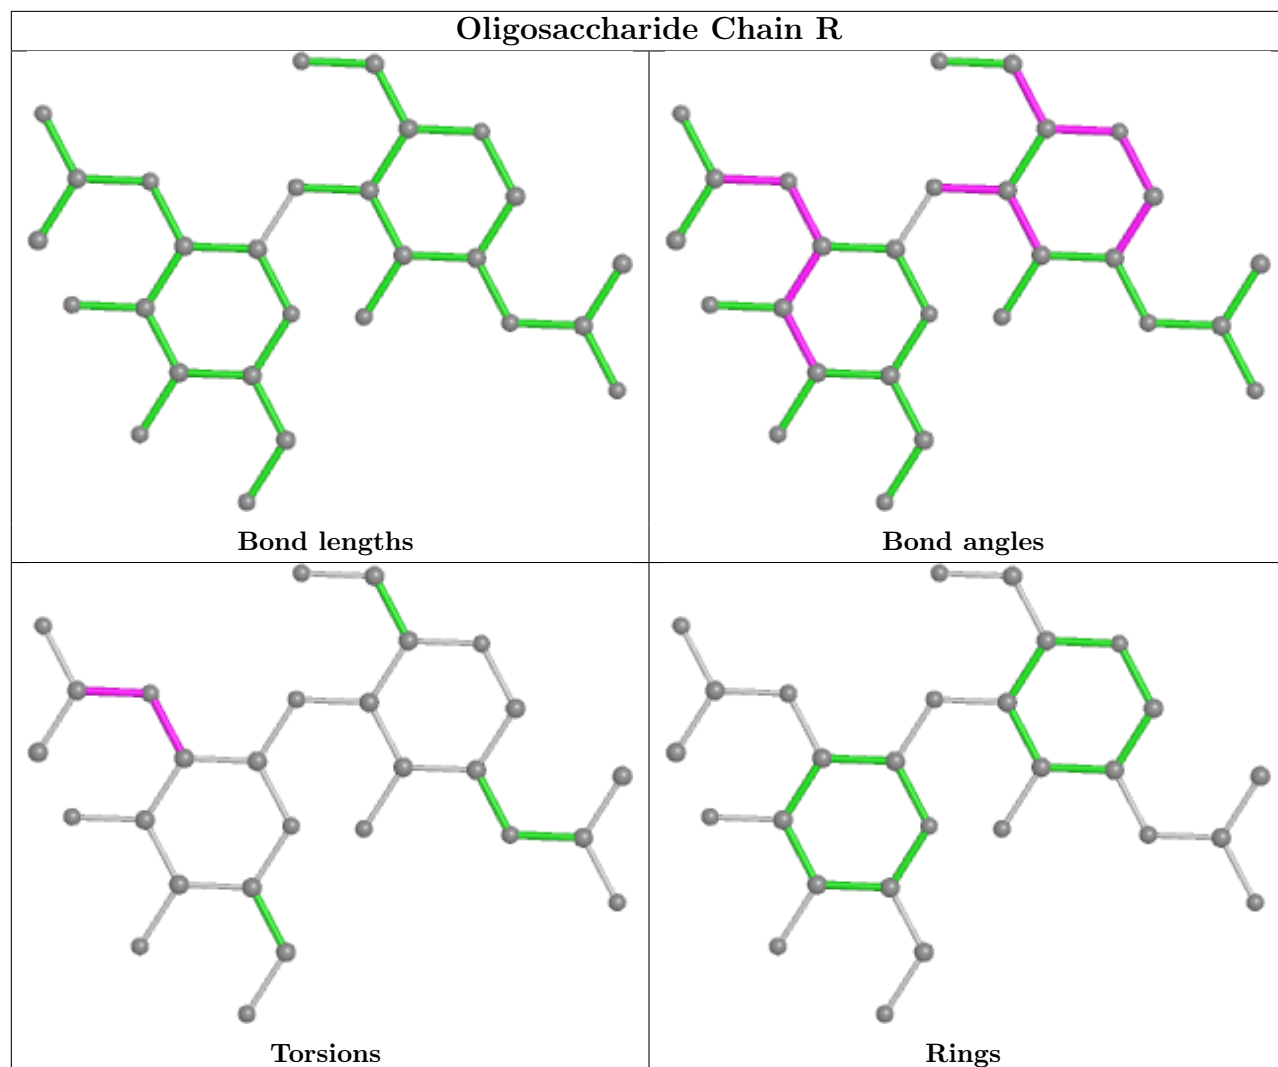 Oligosaccharide Chain R
Bond lengths
Bond angles
Torsions
Rings